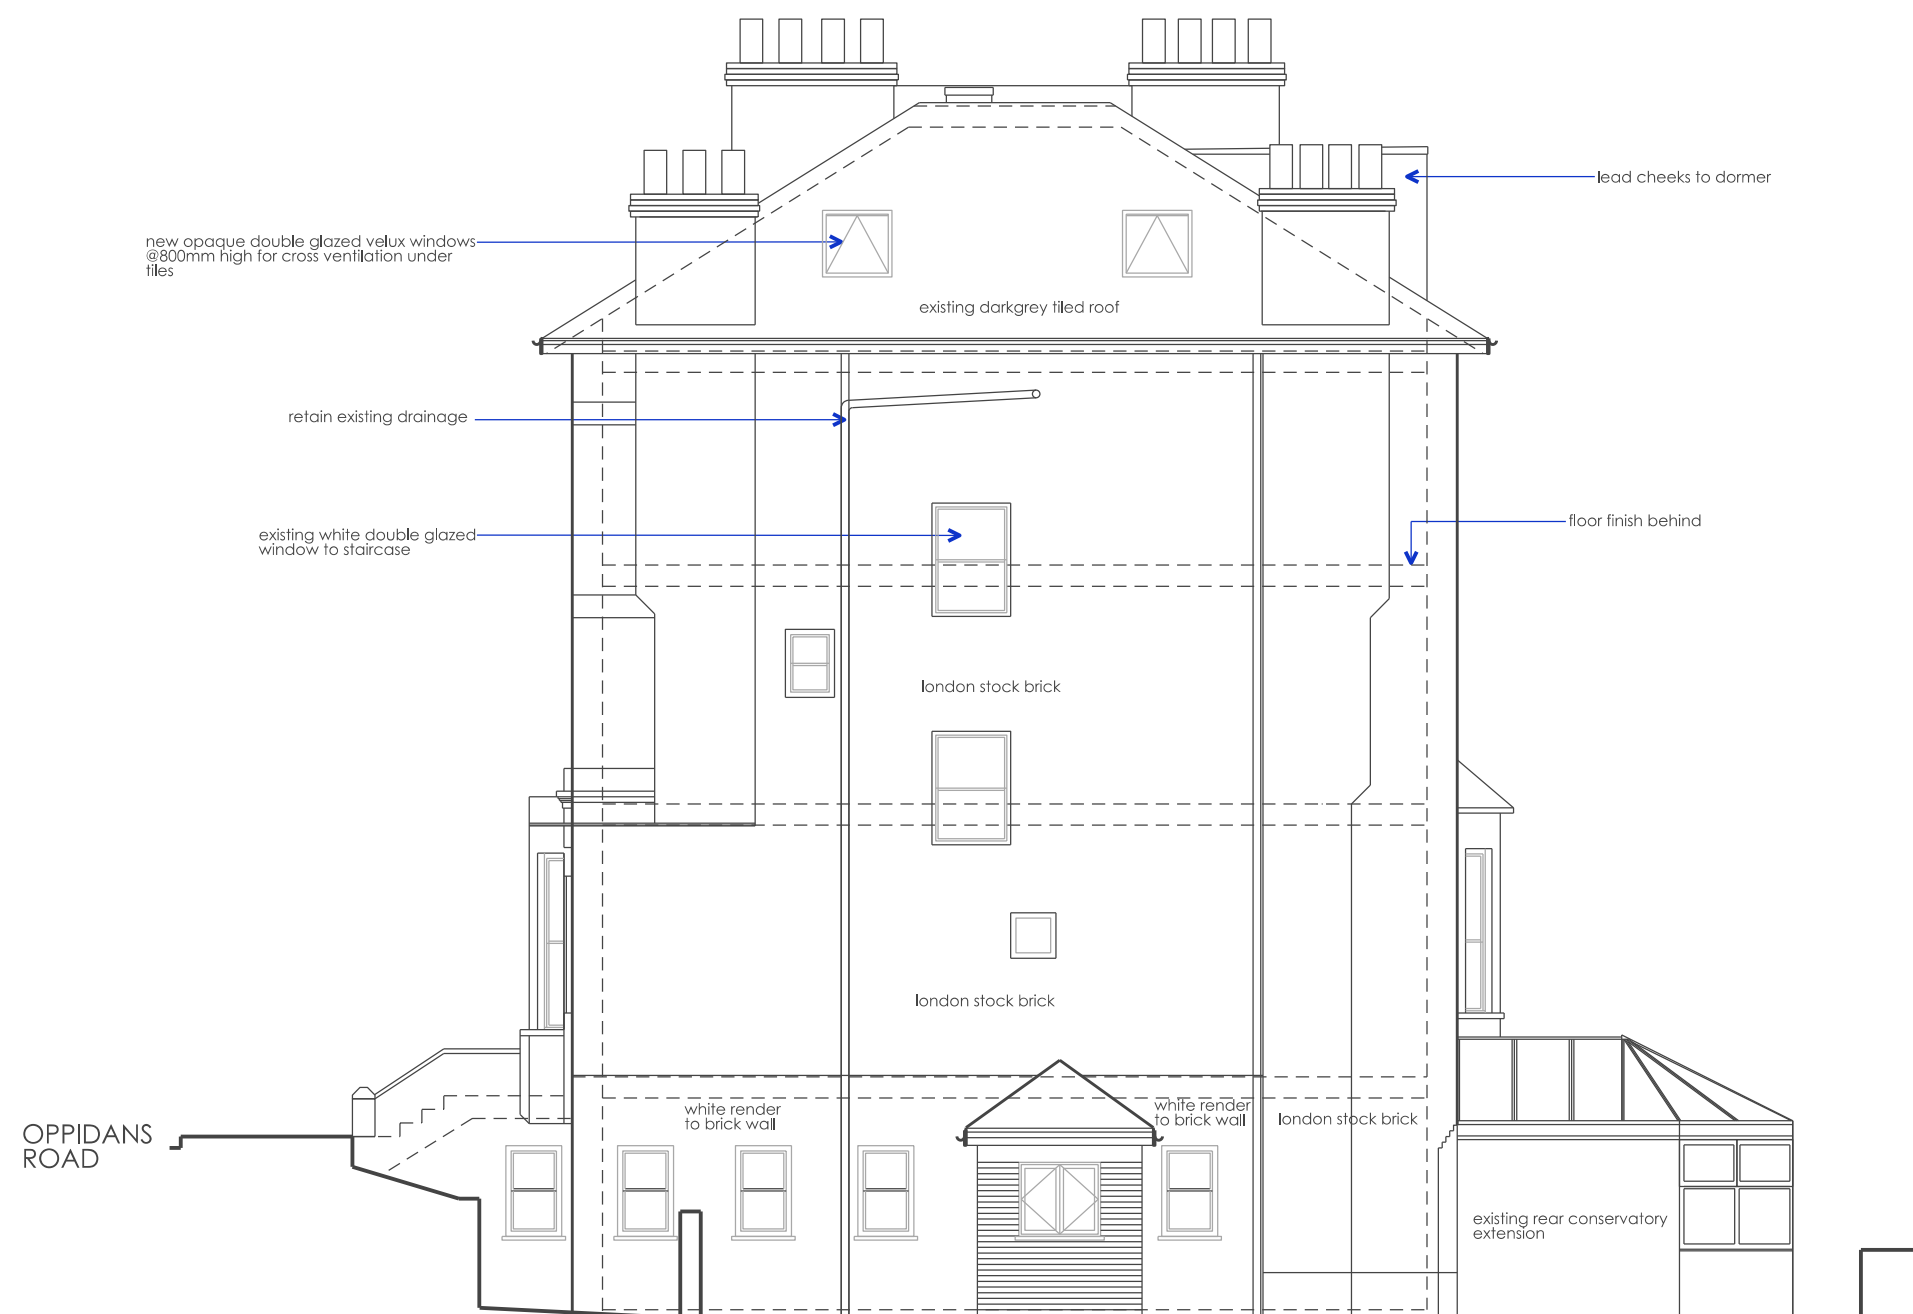 lead cheeks to dormer
new opaque double glazed velux windows
@800mm high for cross ventilation under
tiles
existing darkgrey tiled roof
retain existing drainage
existing white double glazed
window to staircase
floor finish behind
london stock brick
london stock brick
white render
to brick wall
white render
to brick wall
london stock brick
OPPIDANS
ROAD
existing rear conservatory
extension